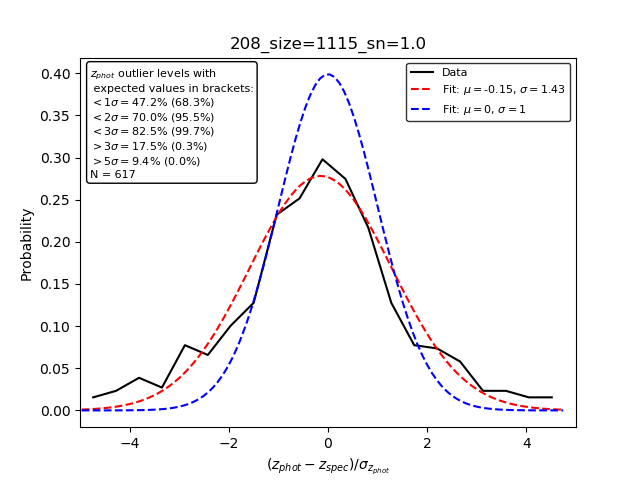 208_size=1115_sn=1.0
z_phot outlier levels with
expected values in brackets:
<1σ=47.2% (68.3%)
<2σ=70.0% (95.5%)
<3σ=82.5% (99.7%)
>3σ=17.5% (0.3%)
>5σ=9.4% (0.0%)
N = 617
Data
Fit: μ=-0.15, σ=1.43
Fit: μ=0, σ=1
0.40
0.35
0.30
0.25
0.20
0.15
0.10
0.05
0.00
Probability
−4 −2 0 2 4
(z_phot − z_spec)/σ_z_phot